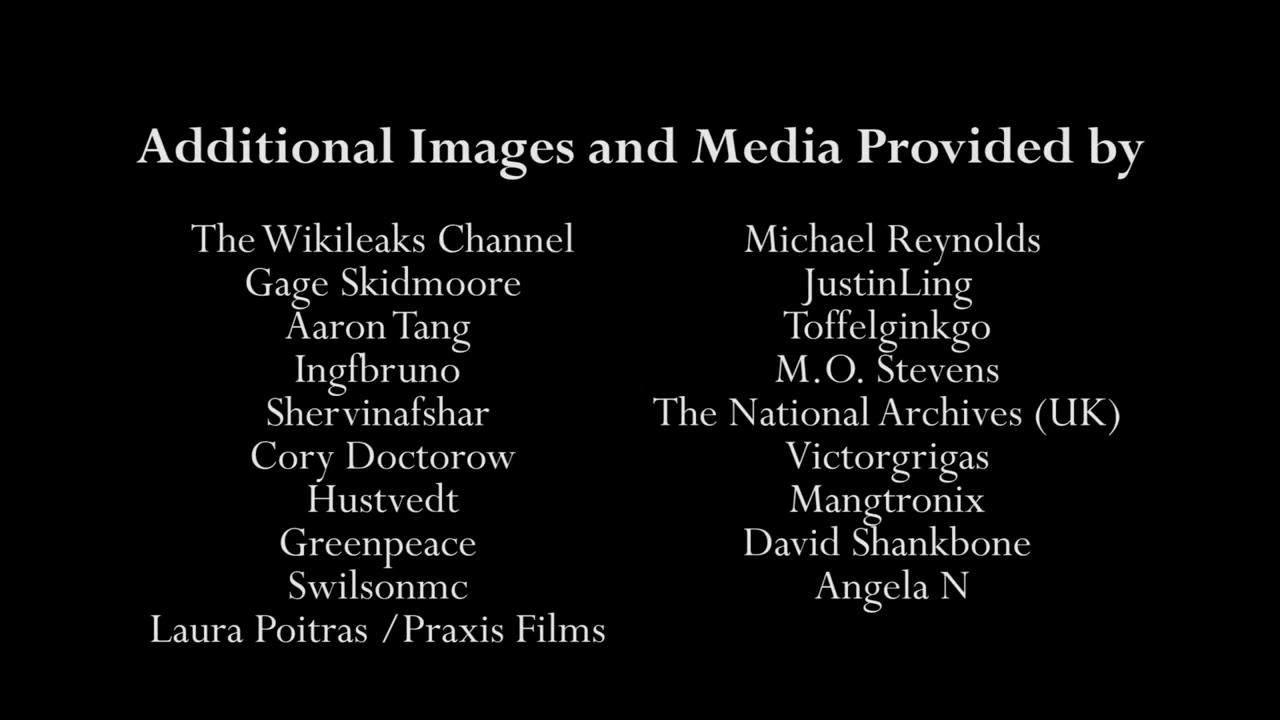 Additional Images and Media Provided by
The Wikileaks Channel
Gage Skidmoore
Aaron Tang
Ingfbruno
Shervinafshar
Cory Doctorow
Hustvedt
Greenpeace
Swilsonmc
Laura Poitras /Praxis Films
Michael Reynolds
JustinLing
Toffelginkgo
M.O. Stevens
The National Archives (UK)
Victorgrigas
Mangtronix
David Shankbone
Angela N